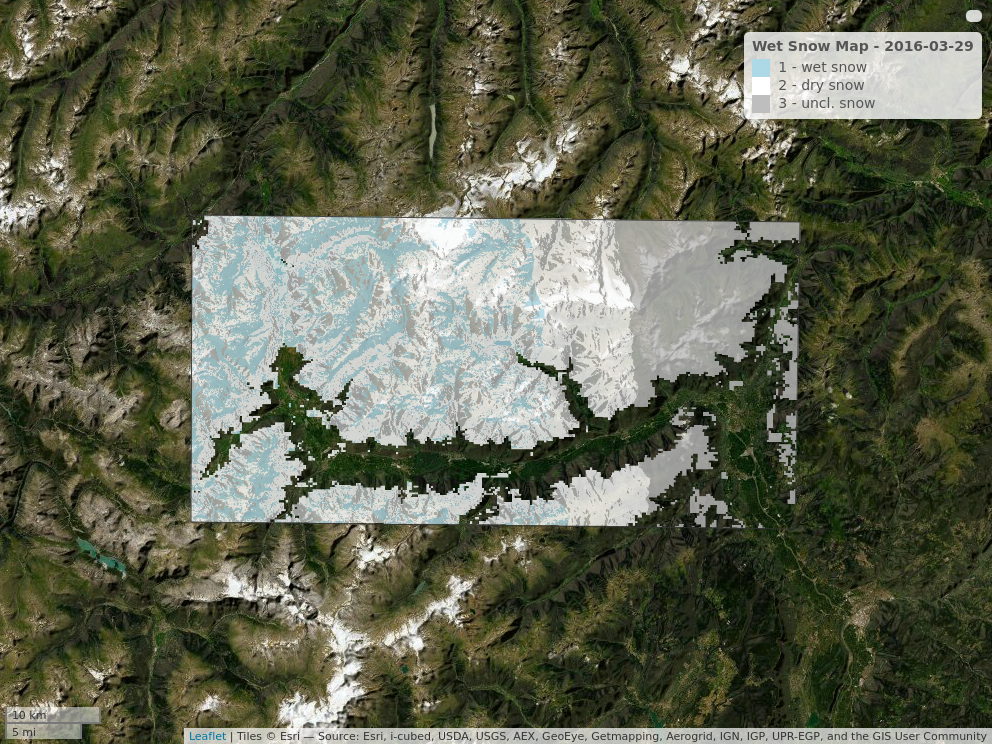 Wet Snow Map - 2016-03-29
1 - wet snow
2 - dry snow
3 - uncl. snow
10 km
5 mi
Leaflet | Tiles © Esri — Source: Esri, i-cubed, USDA, USGS, AEX, GeoEye, Getmapping, Aerogrid, IGN, IGP, UPR-EGP, and the GIS User Community